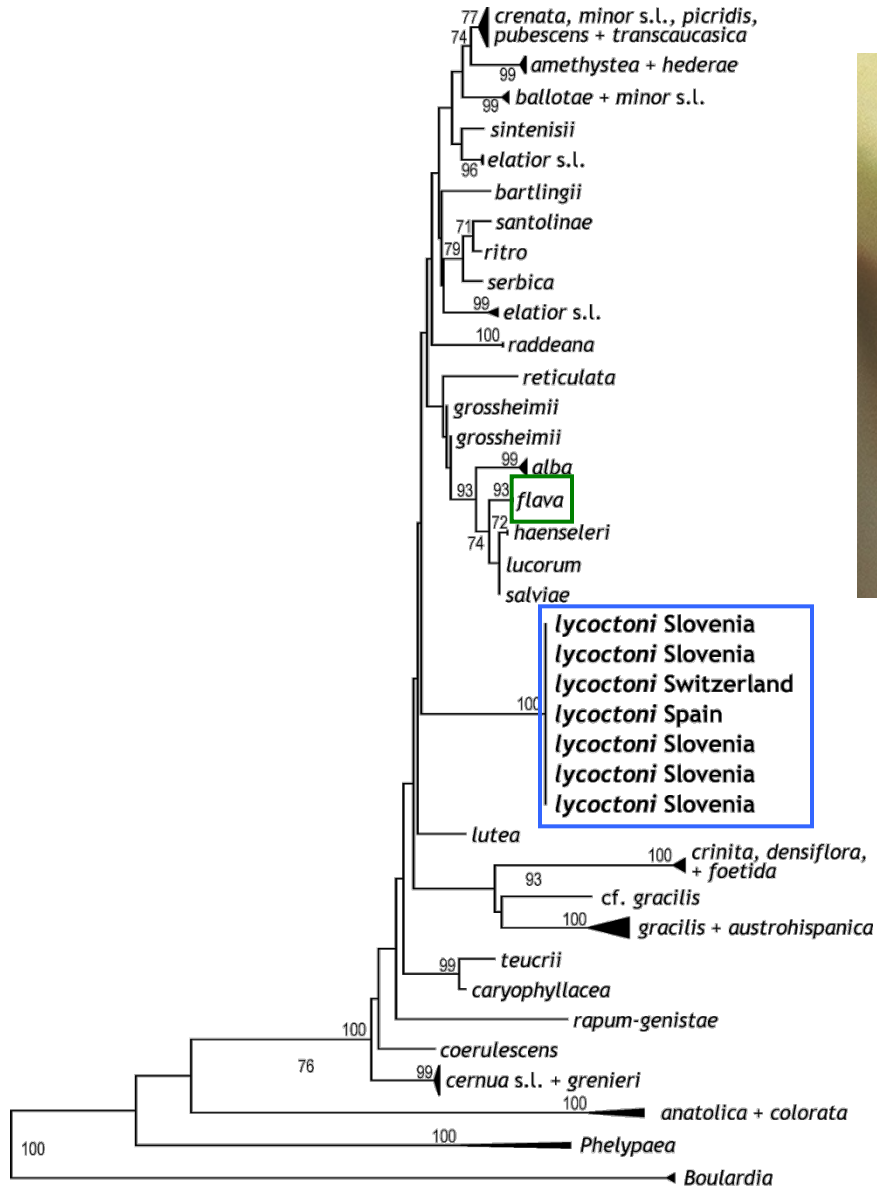 77
crenata, minor s.l., picridis,
pubescens + transcaucasica
74
amethystea + hederae
99
ballotae + minor s.l.
99
sintenisii
elatior s.l.
96
bartlingii
santolinae
71
ritro
79
serbica
99
elatior s.l.
100
raddeana
reticulata
grossheimii
grossheimii
99
alba
93
93
flava
72
haenseleri
74
lucorum
salviae
lycoctoni Slovenia
lycoctoni Slovenia
lycoctoni Switzerland
100
lycoctoni Spain
lycoctoni Slovenia
lycoctoni Slovenia
lycoctoni Slovenia
lutea
100
crinita, densiflora,
+ foetida
93
cf. gracilis
100
gracilis + austrohispanica
teucrii
99
caryophyllacea
rapum-genistae
100
coerulescens
76
99
cernua s.l. + grenieri
100
anatolica + colorata
100
Phelypaea
100
Boulardia